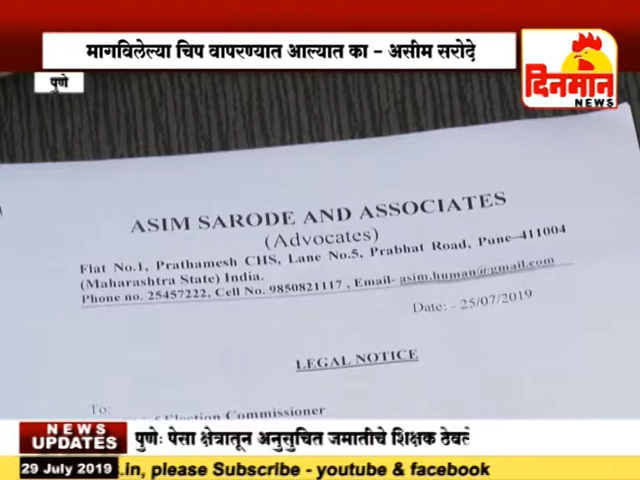 मागविलेल्या चिप वापरण्यात आल्यात का – असीम सरोदे
पुणे
दिनमान
NEWS
ASIM SARODE AND ASSOCIATES
(Advocates)
Flat No.1, Prathamesh CHS, Lane No.5, Prabhat Road, Pune-411004
(Maharashtra State) India.
Phone no. 25457222, Cell No. 9850821117 , Email- asim.human@gmail.com
Date: - 25/07/2019
LEGAL NOTICE
To:
Election Commissioner
NEWS
UPDATES
पुणेः पेसा क्षेत्रातून अनुसुचित जमातीचे शिक्षक ठेवले
29 July 2019
.in, please Subscribe - youtube & facebook